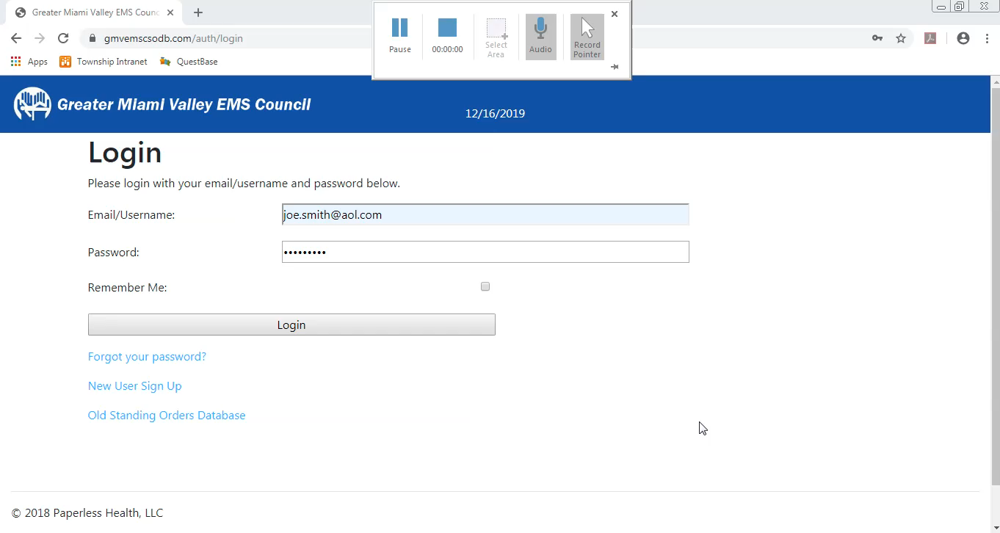 Greater Miami Valley EMS Counc
gmvemscsodb.com/auth/login
Apps
Township Intranet
QuestBase
Pause
00:00:00
Select Area
Audio
Record Pointer
Greater Miami Valley EMS Council
12/16/2019
Login
Please login with your email/username and password below.
Email/Username:
joe.smith@aol.com
Password:
•••••••••
Remember Me:
Login
Forgot your password?
New User Sign Up
Old Standing Orders Database
© 2018 Paperless Health, LLC